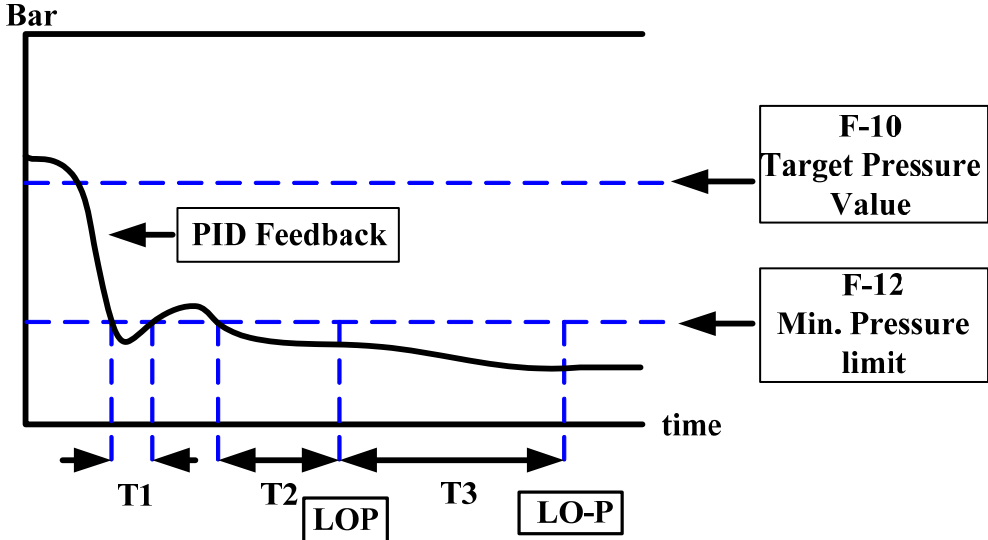 Bar
F-10
Target Pressure
Value
PID Feedback
F-12
Min. Pressure
limit
time
T1
T2
T3
LOP
LO-P